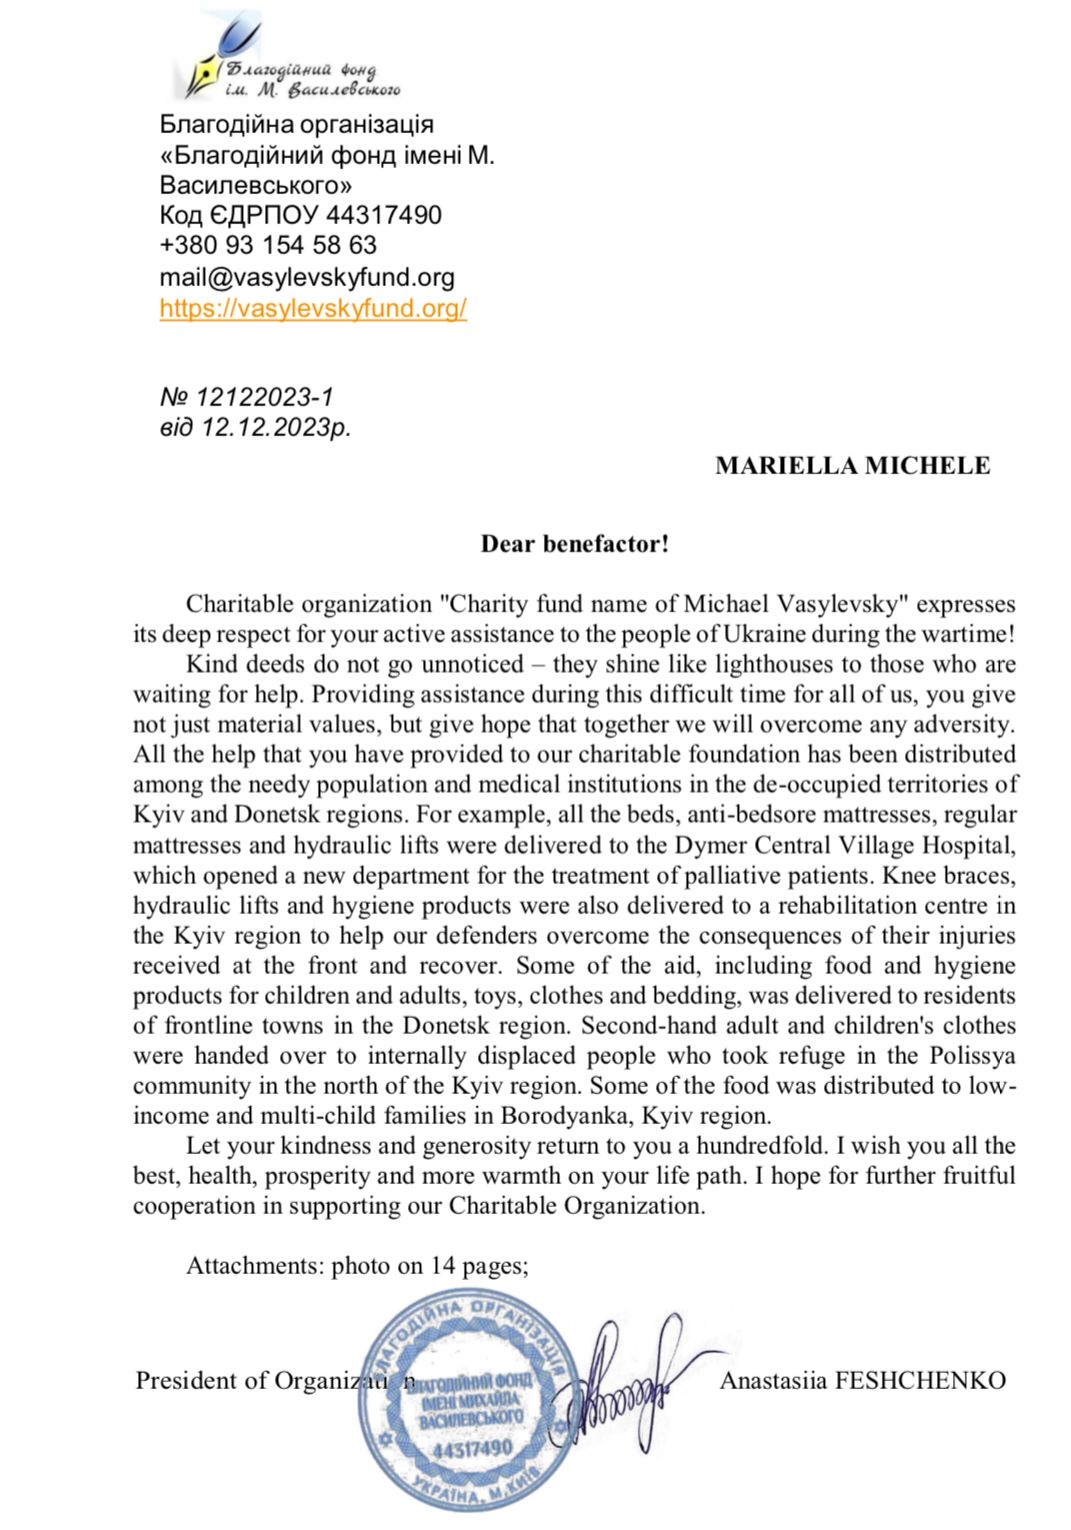 Благодійний фонд
ім. М. Василевського
Благодійна організація
«Благодійний фонд імені М.
Василевського»
Код ЄДРПОУ 44317490
+380 93 154 58 63
mail@vasylevskyfund.org
https://vasylevskyfund.org/
№ 12122023-1
від 12.12.2023р.
MARIELLA MICHELE
Dear benefactor!
Charitable organization "Charity fund name of Michael Vasylevsky" expresses
its deep respect for your active assistance to the people of Ukraine during the wartime!
Kind deeds do not go unnoticed – they shine like lighthouses to those who are
waiting for help. Providing assistance during this difficult time for all of us, you give
not just material values, but give hope that together we will overcome any adversity.
All the help that you have provided to our charitable foundation has been distributed
among the needy population and medical institutions in the de-occupied territories of
Kyiv and Donetsk regions. For example, all the beds, anti-bedsore mattresses, regular
mattresses and hydraulic lifts were delivered to the Dymer Central Village Hospital,
which opened a new department for the treatment of palliative patients. Knee braces,
hydraulic lifts and hygiene products were also delivered to a rehabilitation centre in
the Kyiv region to help our defenders overcome the consequences of their injuries
received at the front and recover. Some of the aid, including food and hygiene
products for children and adults, toys, clothes and bedding, was delivered to residents
of frontline towns in the Donetsk region. Second-hand adult and children's clothes
were handed over to internally displaced people who took refuge in the Polissya
community in the north of the Kyiv region. Some of the food was distributed to low-
income and multi-child families in Borodyanka, Kyiv region.
Let your kindness and generosity return to you a hundredfold. I wish you all the
best, health, prosperity and more warmth on your life path. I hope for further fruitful
cooperation in supporting our Charitable Organization.
Attachments: photo on 14 pages;
President of Organization Anastasiia FESHCHENKO
БЛАГОДІЙНА ОРГАНІЗАЦІЯ
БЛАГОДІЙНИЙ ФОНД
ІМЕНІ МИХАЙЛА
ВАСИЛЕВСЬКОГО
44317490
УКРАЇНА, М.КИЇВ